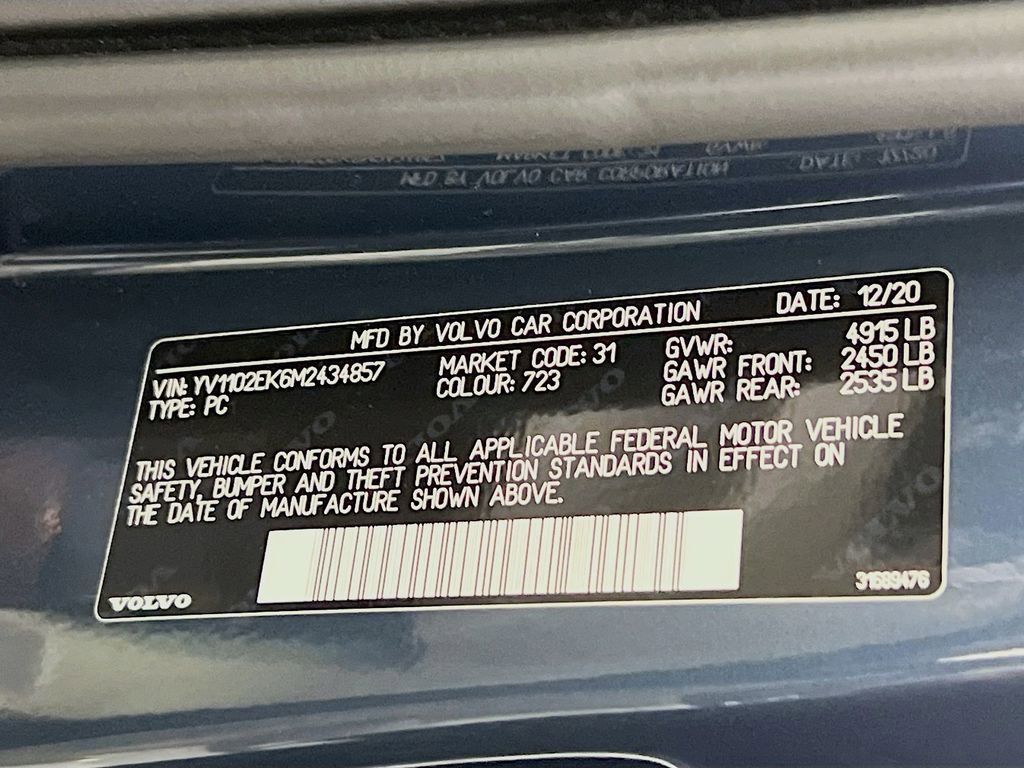 MFD BY VOLVO CAR CORPORATION DATE: 12/20
VIN: YV1102EK6M2434857 MARKET CODE: 31 GVWR: 4915 LB
TYPE: PC COLOUR: 723 GAWR FRONT: 2450 LB
GAWR REAR: 2535 LB
THIS VEHICLE CONFORMS TO ALL APPLICABLE FEDERAL MOTOR VEHICLE
SAFETY, BUMPER AND THEFT PREVENTION STANDARDS IN EFFECT ON
THE DATE OF MANUFACTURE SHOWN ABOVE.
VOLVO 31689476